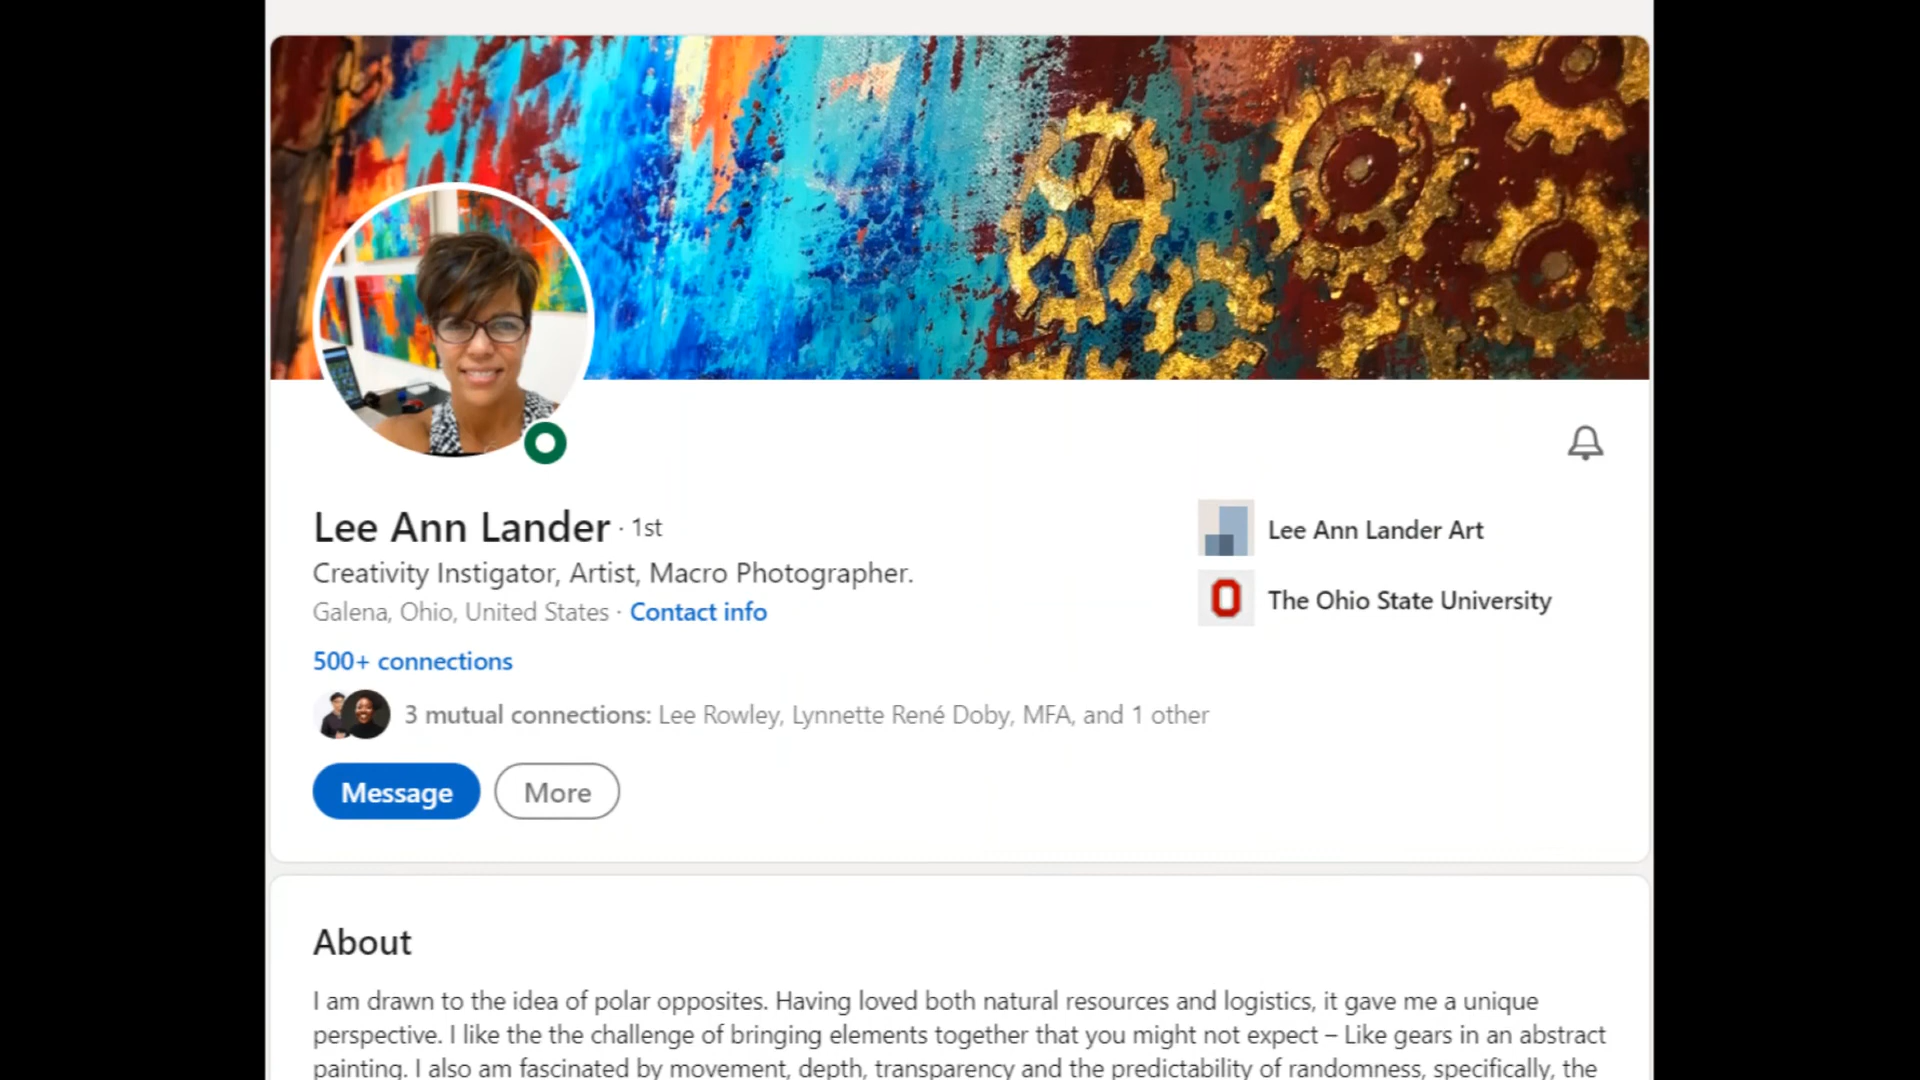 Lee Ann Lander · 1st
Creativity Instigator, Artist, Macro Photographer.
Galena, Ohio, United States · Contact info
500+ connections
3 mutual connections: Lee Rowley, Lynnette René Doby, MFA, and 1 other
Message
More
Lee Ann Lander Art
The Ohio State University
About
I am drawn to the idea of polar opposites. Having loved both natural resources and logistics, it gave me a unique
perspective. I like the the challenge of bringing elements together that you might not expect – Like gears in an abstract
painting. I also am fascinated by movement, depth, transparency and the predictability of randomness, specifically, the